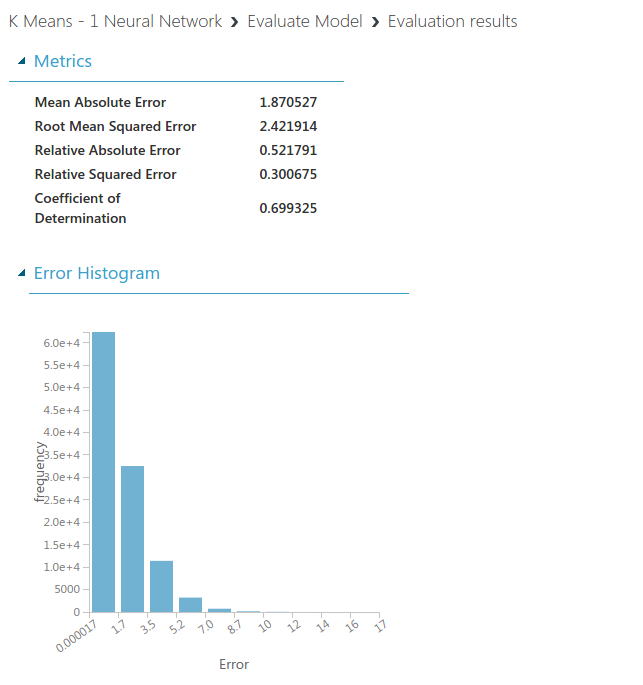 K Means - 1 Neural Network ❯ Evaluate Model ❯ Evaluation results
Metrics
Mean Absolute Error 1.870527
Root Mean Squared Error 2.421914
Relative Absolute Error 0.521791
Relative Squared Error 0.300675
Coefficient of
Determination 0.699325
Error Histogram
6.0e+4
5.5e+4
5.0e+4
4.5e+4
4.0e+4
3.5e+4
3.0e+4
2.5e+4
2.0e+4
1.5e+4
1.0e+4
5000
0
frequency
0.000017 1.7 3.5 5.2 7.0 8.7 10 12 14 16 17
Error